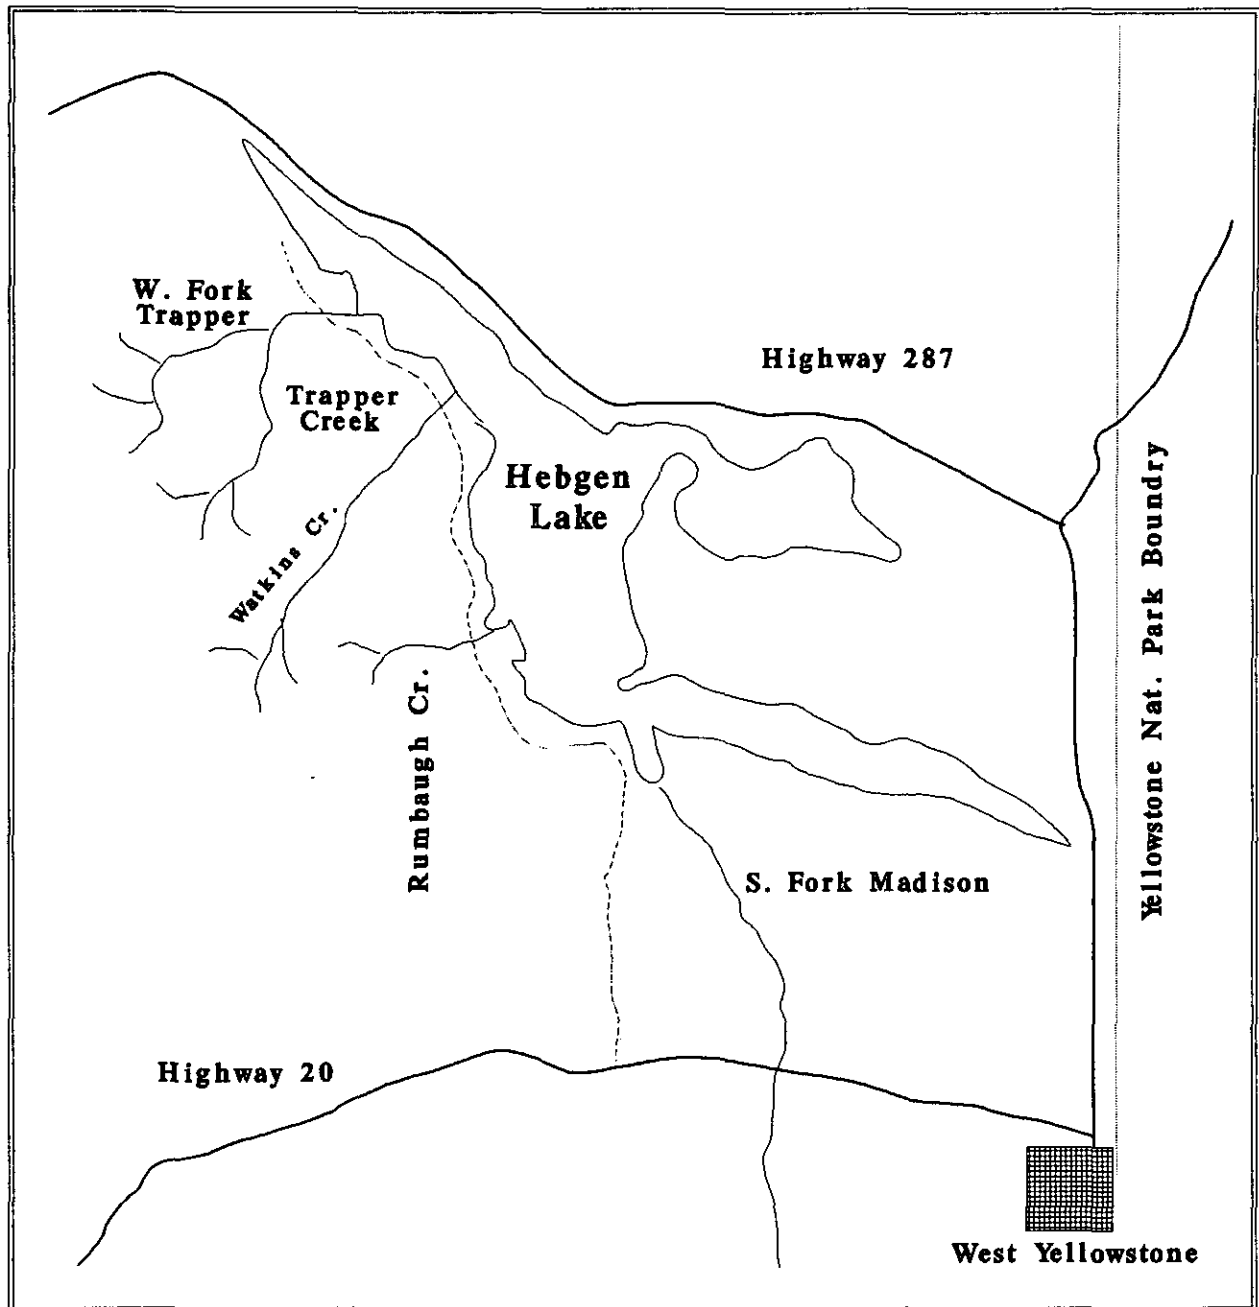 W. Fork
Trapper
Highway 287
Trapper
Creek
Hebgen
Lake
Watkins Cr.
Yellowstone Nat. Park Boundry
Rumbaugh Cr.
S. Fork Madison
Highway 20
West Yellowstone